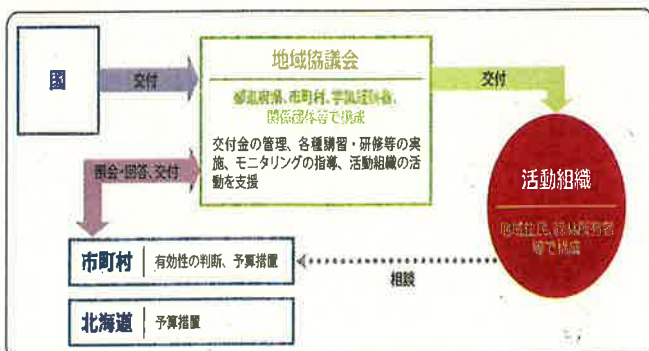 国
交付
地域協議会
都道府県、市町村、学識経験者、
関係団体等で構成
交付金の管理、各種講習・研修等の実
施、モニタリングの指導、活動組織の活
動を支援
交付
照会・回答、交付
活動組織
地域住民、森林所有者
等で構成
市町村
有効性の判断、予算措置
相談
北海道
予算措置